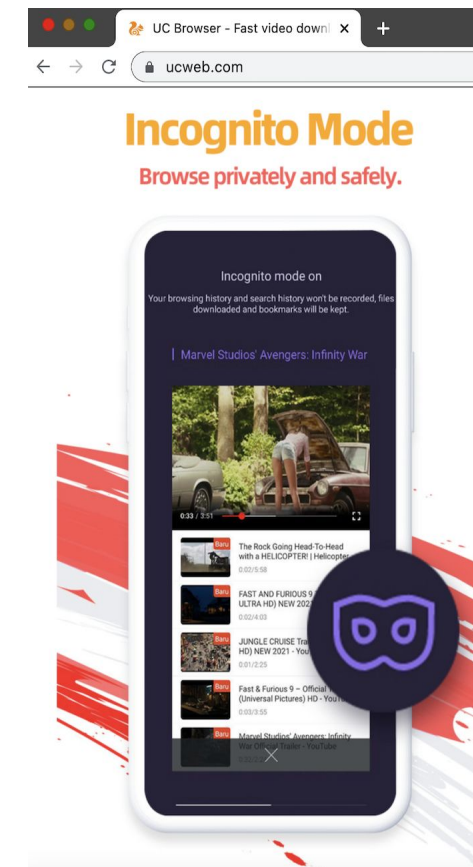 UC Browser - Fast video downl
ucweb.com
Incognito Mode
Browse privately and safely.
Incognito mode on
Your browsing history and search history won't be recorded, files
downloaded and bookmarks will be kept.
Marvel Studios' Avengers: Infinity War
0:33 / 3:51
Baru
The Rock Going Head-To-Head
with a HELICOPTER! | Helicopter
0:02/5:58
Baru
FAST AND FURIOUS 9
ULTRA HD) NEW 202
0:02/4:03
Baru
JUNGLE CRUISE Tra
HD) NEW 2021 - You
0:01/2:25
Baru
Fast & Furious 9 – Official T
(Universal Pictures) HD - YouTu
0:03/3:55
Baru
Marvel Studios' Avengers: Infinity
War Official Trailer - YouTube